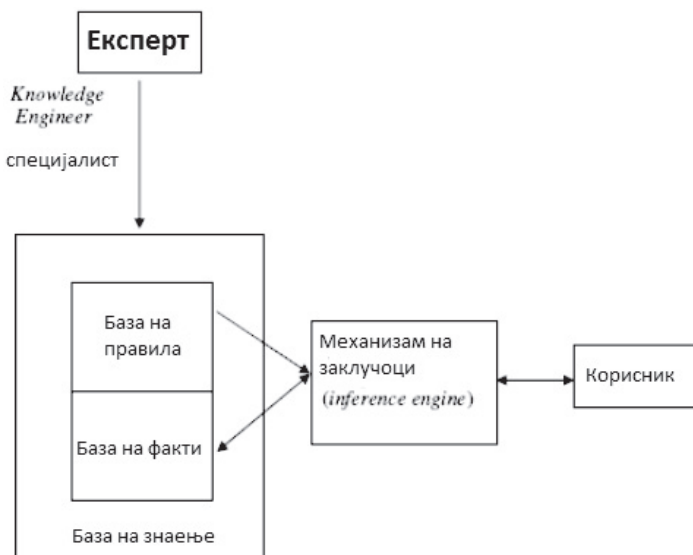 Експерт
Knowledge
Engineer
специјалист
База на
правила
База на факти
База на знаење
Механизам на
заклучоци
(inference engine)
Корисник